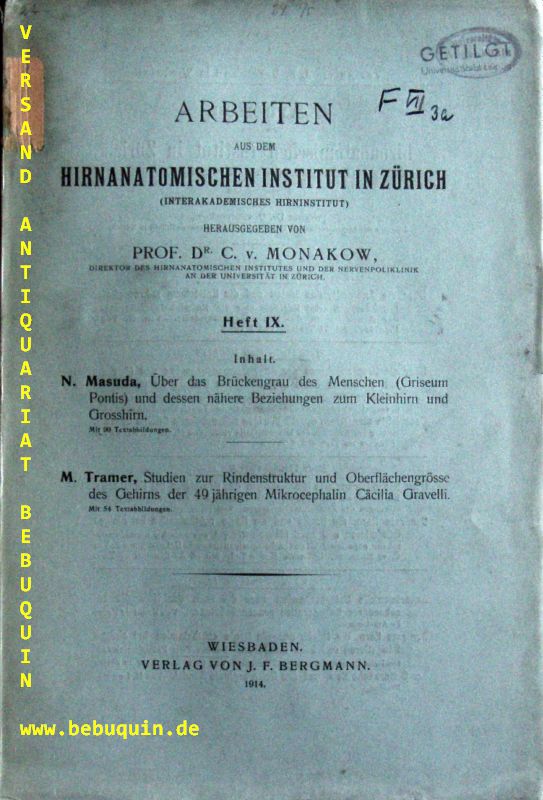 GETILGT
F VII 3a
ARBEITEN
AUS DEM
HIRNANATOMISCHEN INSTITUT IN ZÜRICH
(INTERAKADEMISCHES HIRNINSTITUT)
HERAUSGEGEBEN VON
PROF. DR. C. v. MONAKOW,
DIREKTOR DES HIRNANATOMISCHEN INSTITUTES UND DER NERVENPOLIKLINIK
AN DER UNIVERSITÄT IN ZÜRICH.
Heft IX.
Inhalt.
N. Masuda, Über das Brückengrau des Menschen (Griseum
Pontis) und dessen nähere Beziehungen zum Kleinhirn und
Grosshirn.
Mit 90 Textabbildungen.
M. Tramer, Studien zur Rindenstruktur und Oberflächengrösse
des Gehirns der 49 jährigen Mikrocephalin Cäcilia Gravelli.
Mit 54 Textabbildungen.
WIESBADEN.
VERLAG VON J. F. BERGMANN.
1914.
VERSAND ANTIQUARIAT BEBUQUIN
www.bebuquin.de